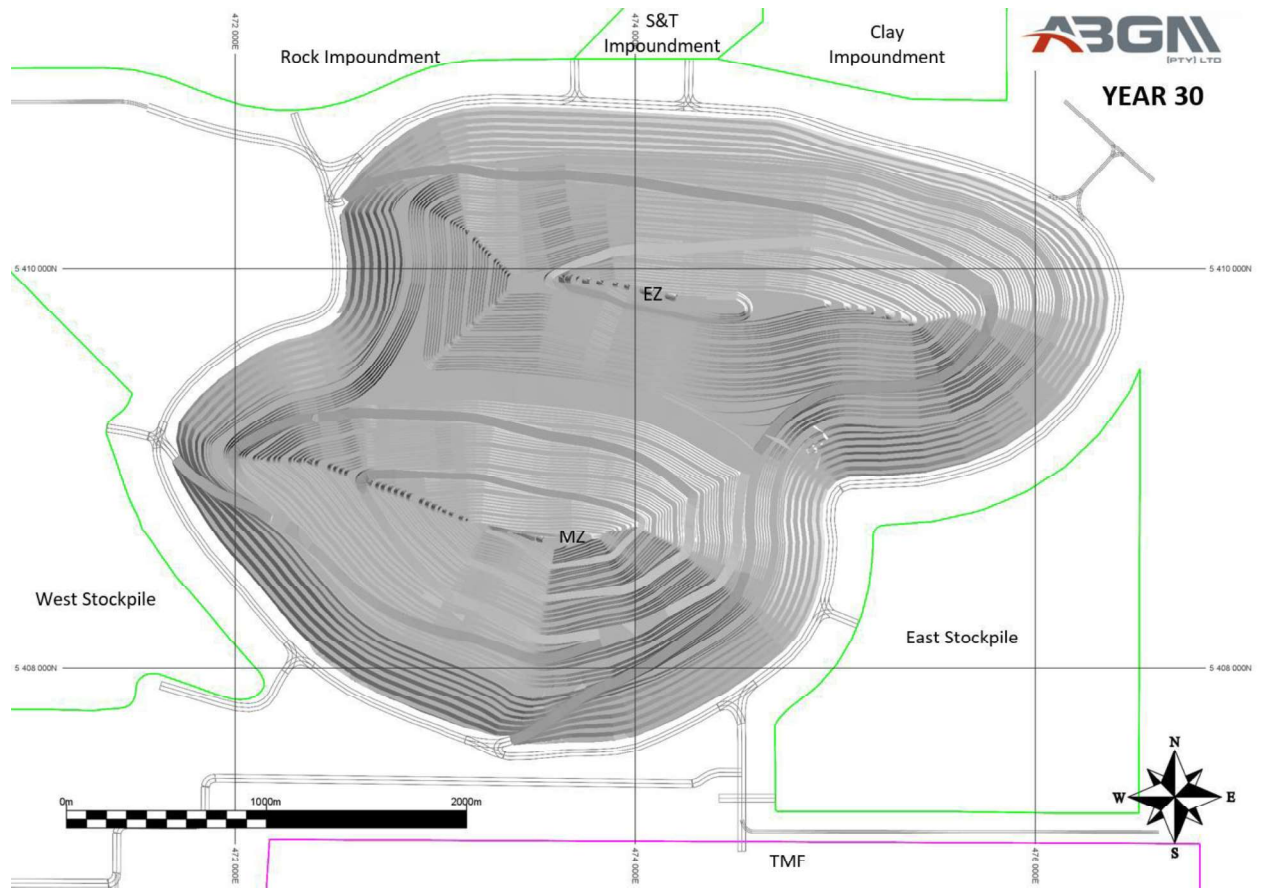 472 000E
474 000E
S&T
Impoundment
Rock Impoundment
Clay
Impoundment
ABGM
(PTY) LTD
YEAR 30
5 410 000N
5 410 000N
EZ
MZ
West Stockpile
East Stockpile
5 408 000N
5 408 000N
N
W
E
S
0m
1000m
2000m
472 000E
474 000E
476 000E
TMF